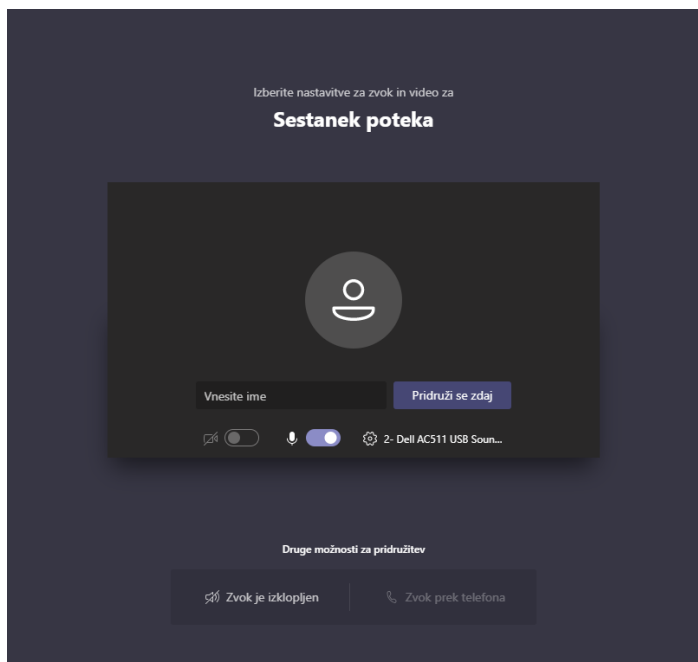 Izberite nastavitve za zvok in video za
Sestanek poteka
Vnesite ime
Pridruži se zdaj
2- Dell AC511 USB Soun...
Druge možnosti za pridružitev
Zvok je izklopljen
Zvok prek telefona